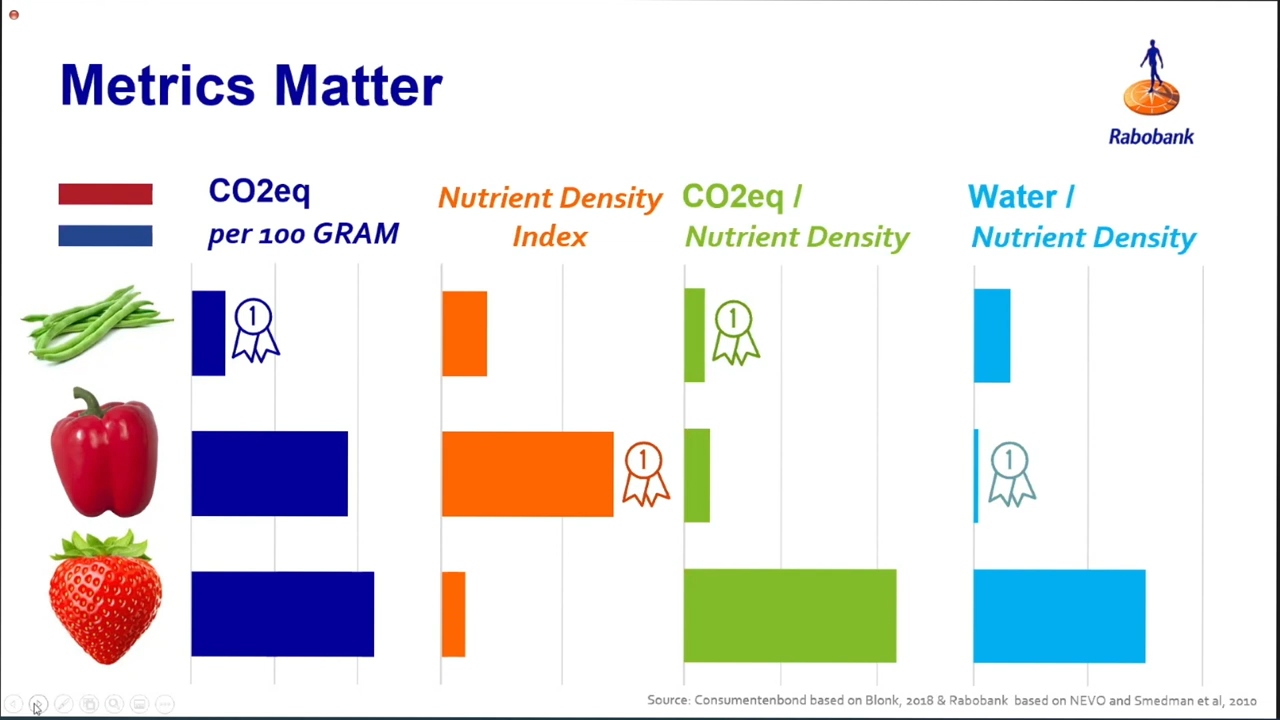 Metrics Matter
Rabobank
CO2eq
per 100 GRAM
Nutrient Density
Index
CO2eq /
Nutrient Density
Water /
Nutrient Density
1
1
1
1
Source: Consumentenbond based on Blonk, 2018 & Rabobank based on NEVO and Smedman et al, 2010